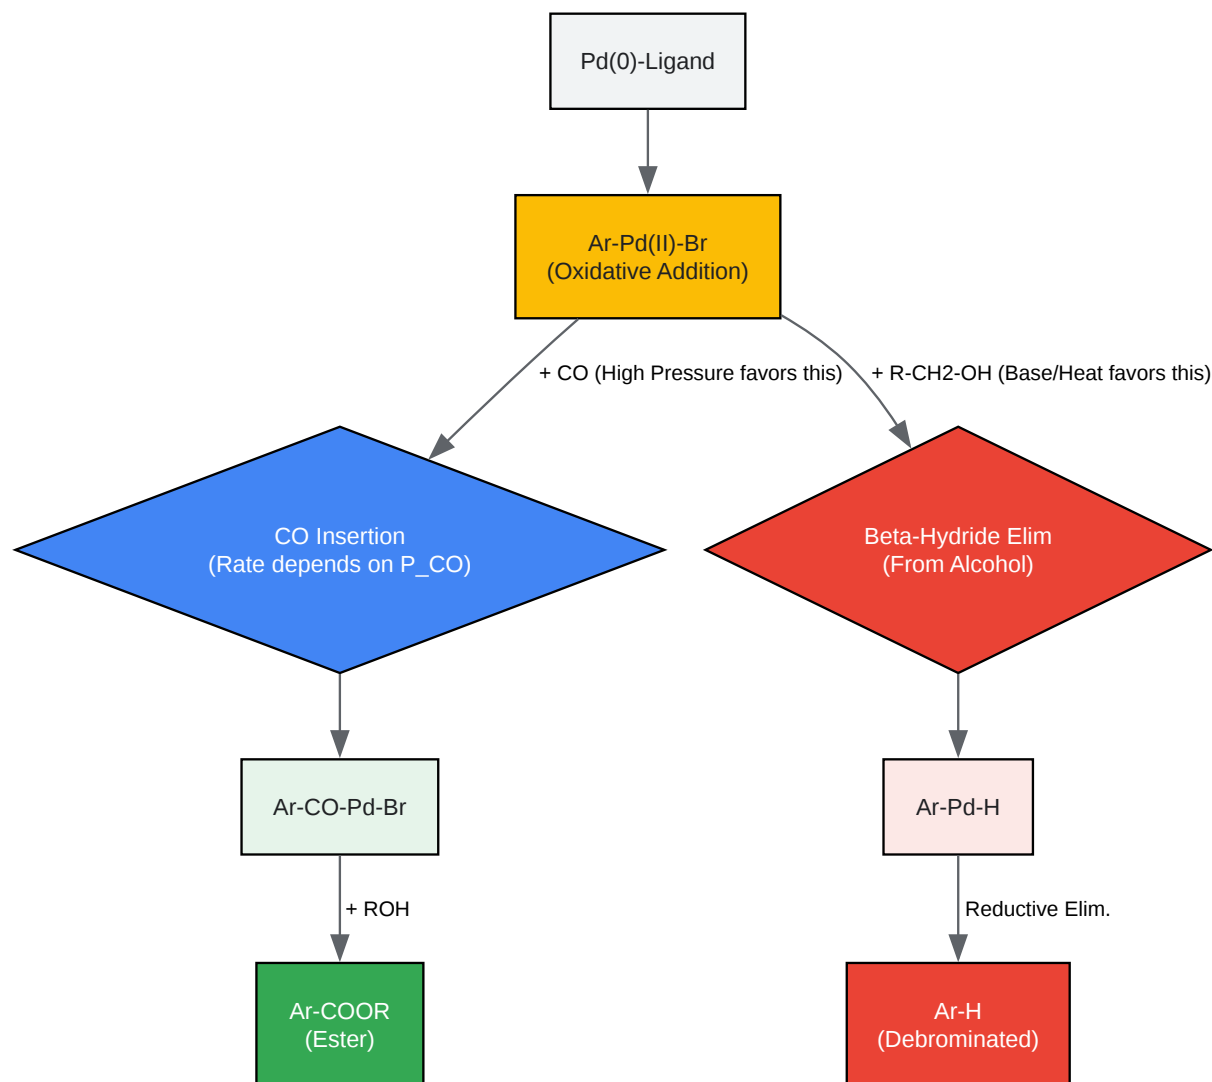 Pd(0)-Ligand
Ar-Pd(II)-Br
(Oxidative Addition)
+ CO (High Pressure favors this)
+ R-CH2-OH (Base/Heat favors this)
CO Insertion
(Rate depends on P_CO)
Beta-Hydride Elim
(From Alcohol)
Ar-CO-Pd-Br
Ar-Pd-H
+ ROH
Reductive Elim.
Ar-COOR
(Ester)
Ar-H
(Debrominated)